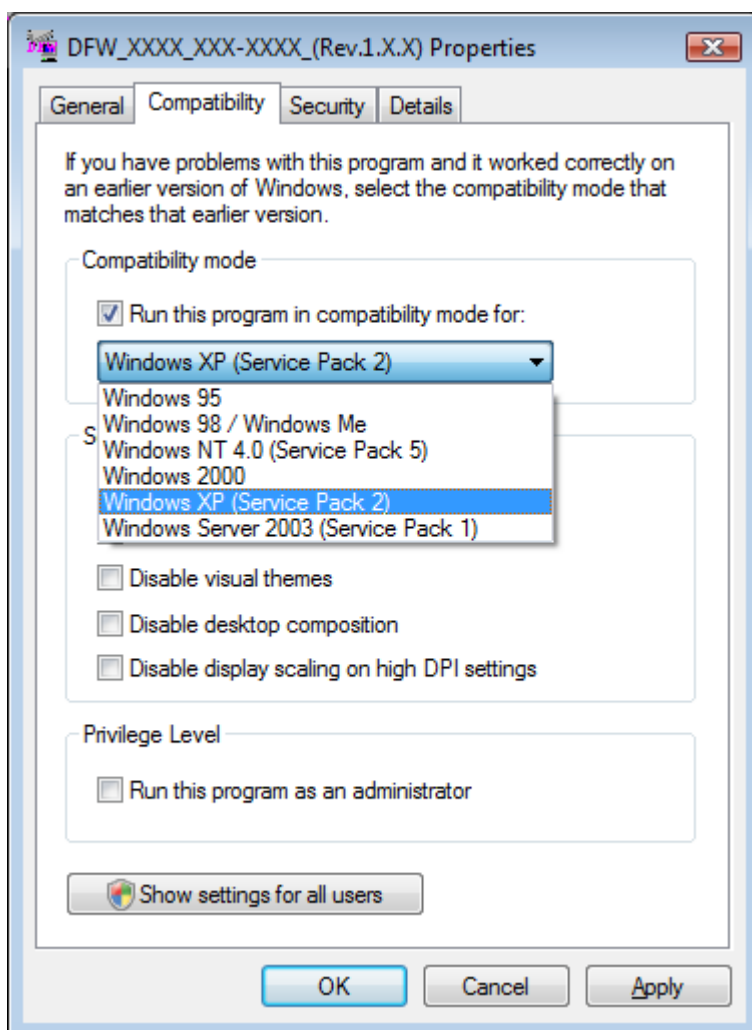 DFW_XXXX_XXX-XXXX_(Rev.1.X.X) Properties
General Compatibility Security Details
If you have problems with this program and it worked correctly on
an earlier version of Windows, select the compatibility mode that
matches that earlier version.
Compatibility mode
Run this program in compatibility mode for:
Windows XP (Service Pack 2)
Windows 95
Windows 98 / Windows Me
S
Windows NT 4.0 (Service Pack 5)
Windows 2000
Windows XP (Service Pack 2)
Windows Server 2003 (Service Pack 1)
Disable visual themes
Disable desktop composition
Disable display scaling on high DPI settings
Privilege Level
Run this program as an administrator
Show settings for all users
OK Cancel Apply